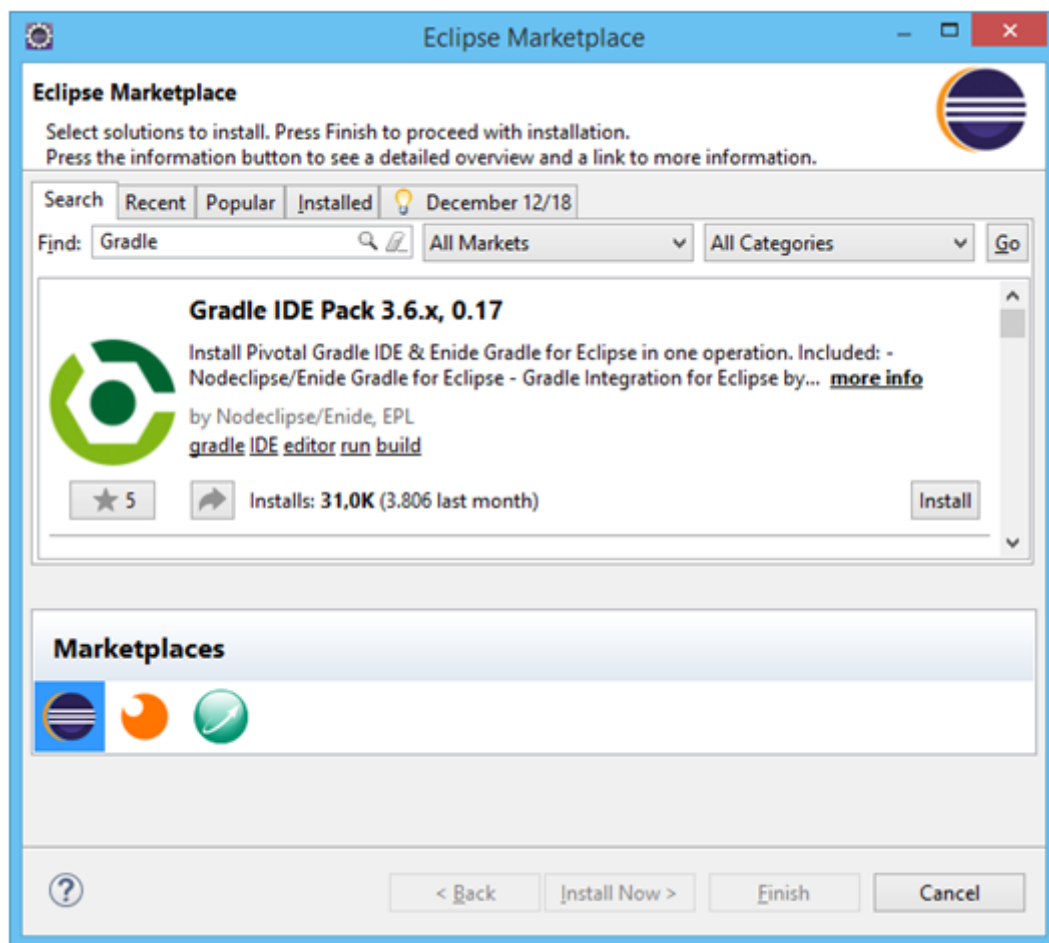 Eclipse Marketplace
Eclipse Marketplace
Select solutions to install. Press Finish to proceed with installation.
Press the information button to see a detailed overview and a link to more information.
Search Recent Popular Installed December 12/18
Find: Gradle All Markets All Categories Go
Gradle IDE Pack 3.6.x, 0.17
Install Pivotal Gradle IDE & Enide Gradle for Eclipse in one operation. Included: -
Nodeclipse/Enide Gradle for Eclipse - Gradle Integration for Eclipse by... more info
by Nodeclipse/Enide, EPL
gradle IDE editor run build
5 Installs: 31,0K (3.806 last month) Install
Marketplaces
? < Back Install Now > Finish Cancel